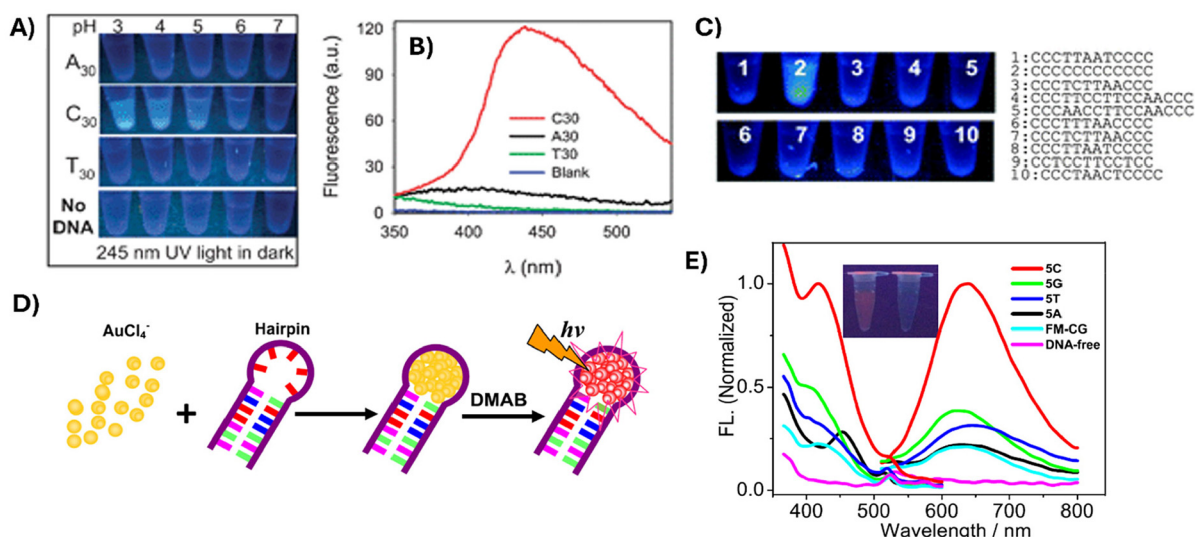 A)
pH 3 4 5 6 7
A30
C30
T30
No
DNA
245 nm UV light in dark
B)
Fluorescence (a.u.)
120
90
60
30
0
C30
A30
T30
Blank
350 400 450 500
λ (nm)
C)
1 2 3 4 5
6 7 8 9 10
1:CCCTTAATCCCC
2:CCCCCCCCCCCC
3:CCCTTCTTAACCC
4:CCCTTCCTTCCAACCC
5:CCCAACCTTCCAACCC
6:CCCTTTAACCCC
7:CCCTCTTAACCC
8:CCCTTAATCCCC
9:CCTCCTTCCTCC
10:CCCTAACTCCCC
D)
AuCl4-
Hairpin
hν
DMAB
E)
FL. (Normalized)
1.0
0.5
0.0
5C
5G
5T
5A
FM-CG
DNA-free
400 500 600 700 800
Wavelength / nm